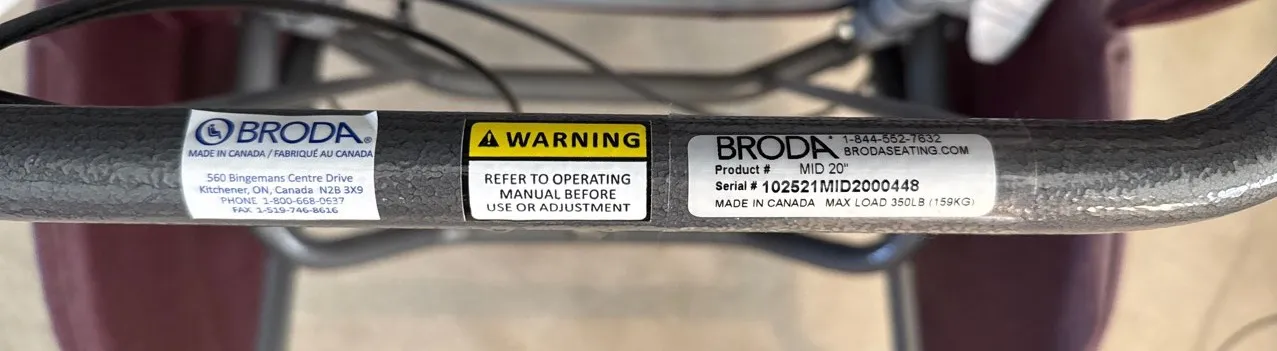 BRODA®
MADE IN CANADA / FABRIQUÉ AU CANADA
560 Bingemans Centre Drive
Kitchener, ON, Canada N2B 3X9
PHONE 1-800-668-0637
FAX 1-519-746-8616
WARNING
REFER TO OPERATING
MANUAL BEFORE
USE OR ADJUSTMENT
BRODA® 1-844-552-7632
BRODASEATING.COM
Product # MID 20"
Serial # 102521MID2000448
MADE IN CANADA MAX LOAD 350LB (159KG)